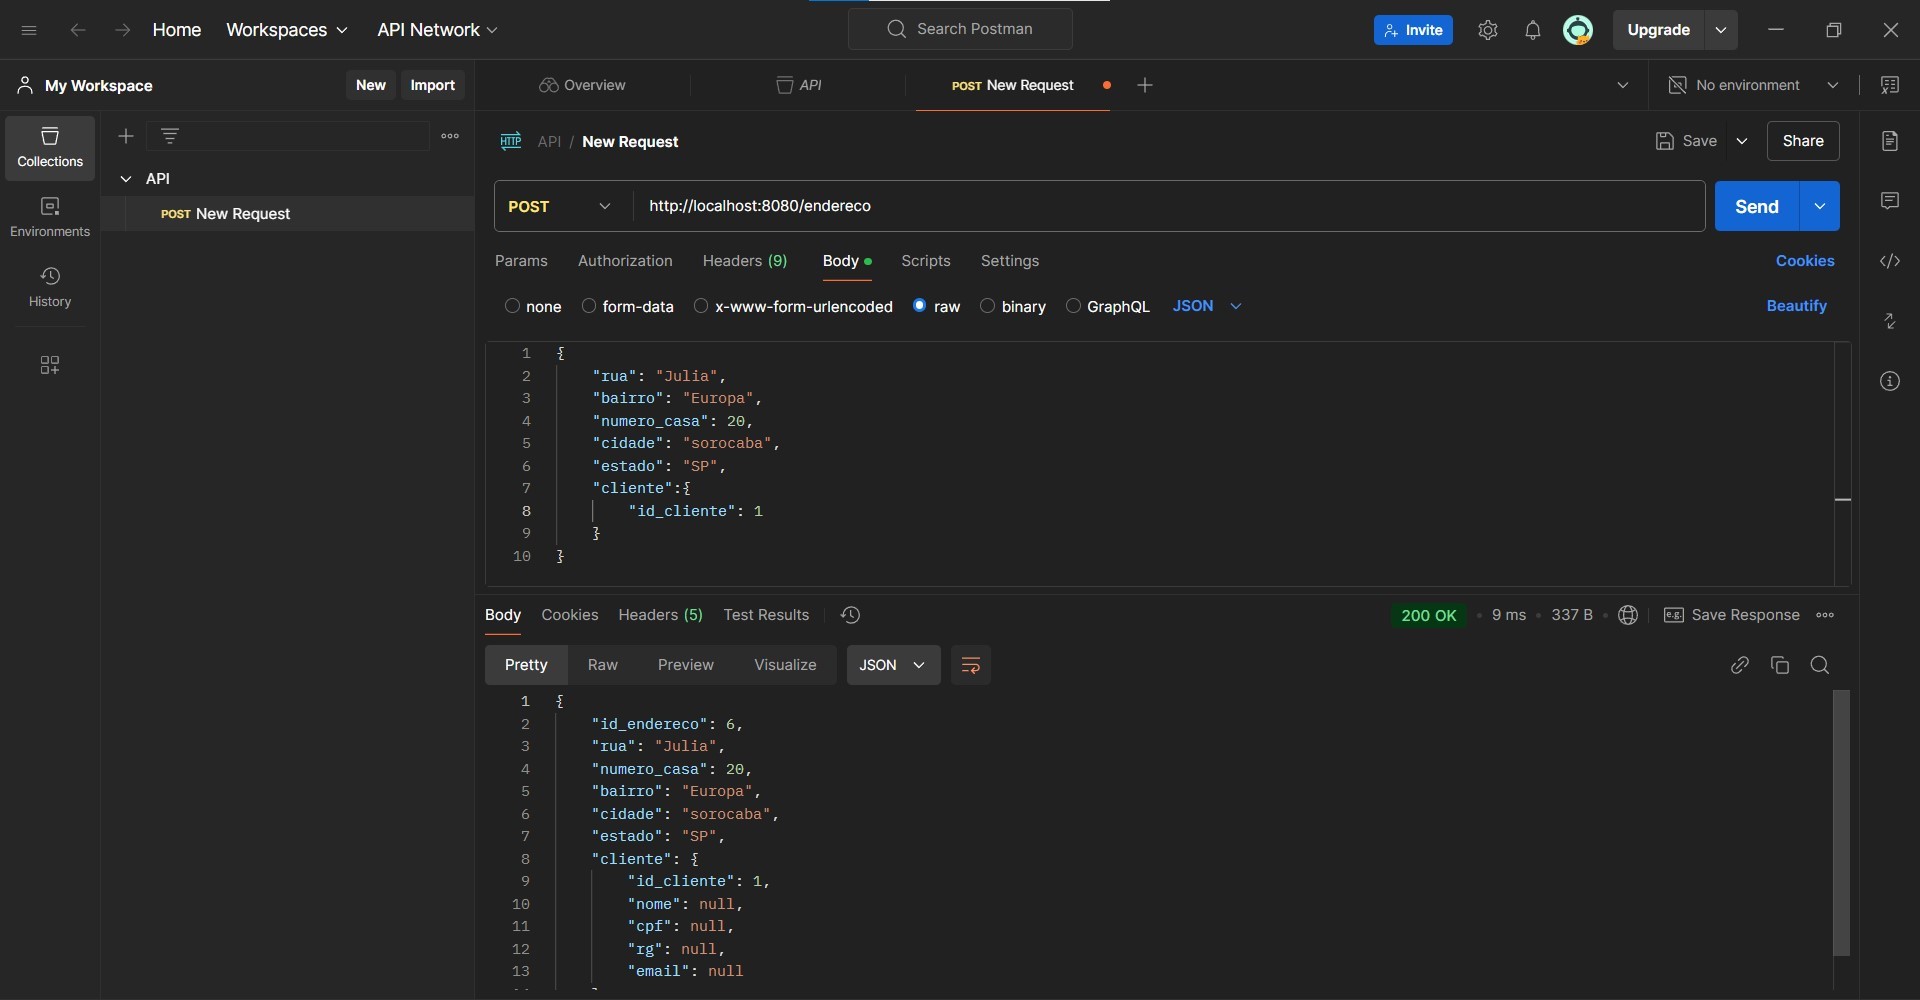 Home Workspaces API Network Search Postman Invite Upgrade
My Workspace New Import Overview API POST New Request No environment
Collections
Environments
History
API
POST New Request
HTTP API / New Request Save Share
POST http://localhost:8080/endereco Send
Params Authorization Headers (9) Body Scripts Settings Cookies
none form-data x-www-form-urlencoded raw binary GraphQL JSON Beautify
1 {
2 "rua": "Julia",
3 "bairro": "Europa",
4 "numero_casa": 20,
5 "cidade": "sorocaba",
6 "estado": "SP",
7 "cliente":{
8 "id_cliente": 1
9 }
10 }
Body Cookies Headers (5) Test Results 200 OK 9 ms 337 B e.g. Save Response
Pretty Raw Preview Visualize JSON
1 {
2 "id_endereco": 6,
3 "rua": "Julia",
4 "numero_casa": 20,
5 "bairro": "Europa",
6 "cidade": "sorocaba",
7 "estado": "SP",
8 "cliente": {
9 "id_cliente": 1,
10 "nome": null,
11 "cpf": null,
12 "rg": null,
13 "email": null